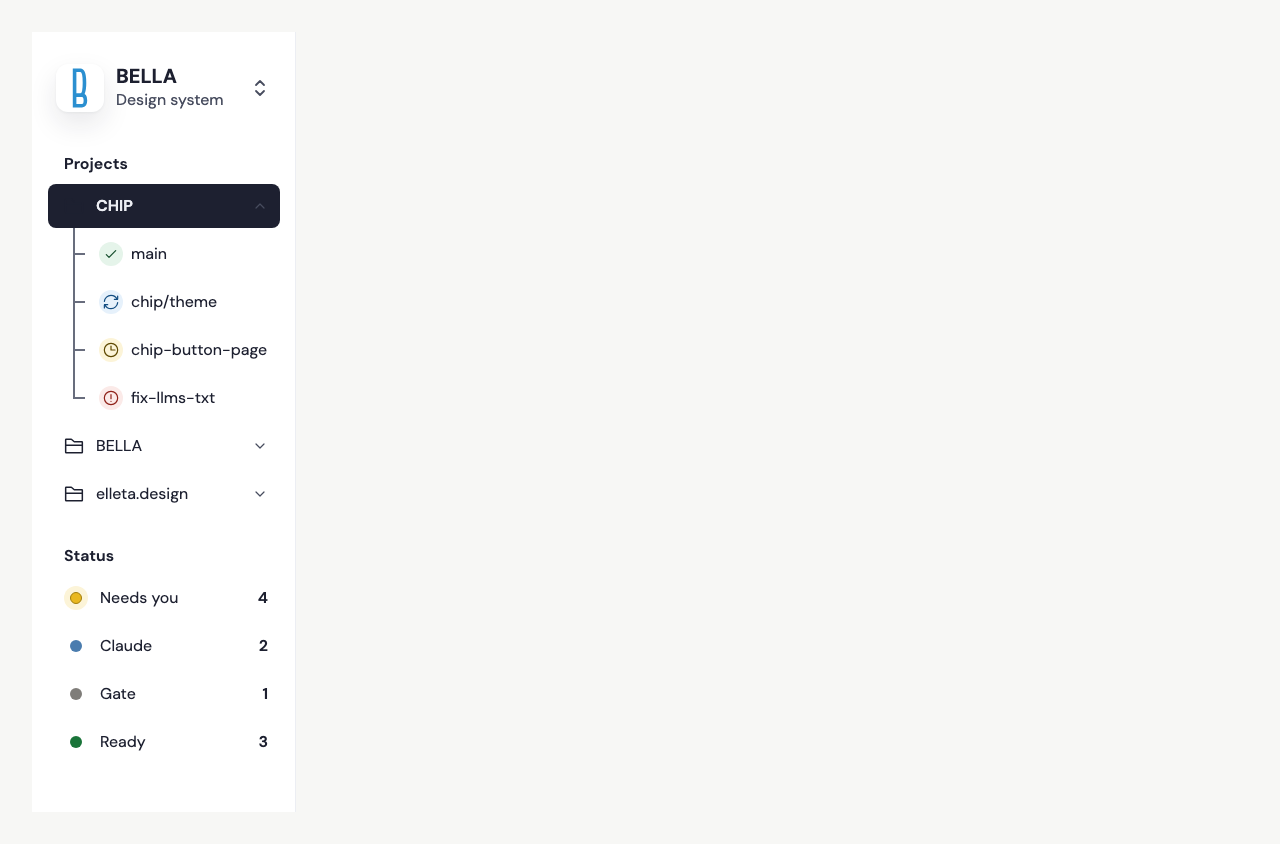 BELLA
Design system
Projects
CHIP
main
chip/theme
chip-button-page
fix-llms-txt
BELLA
elleta.design
Status
Needs you 4
Claude 2
Gate 1
Ready 3